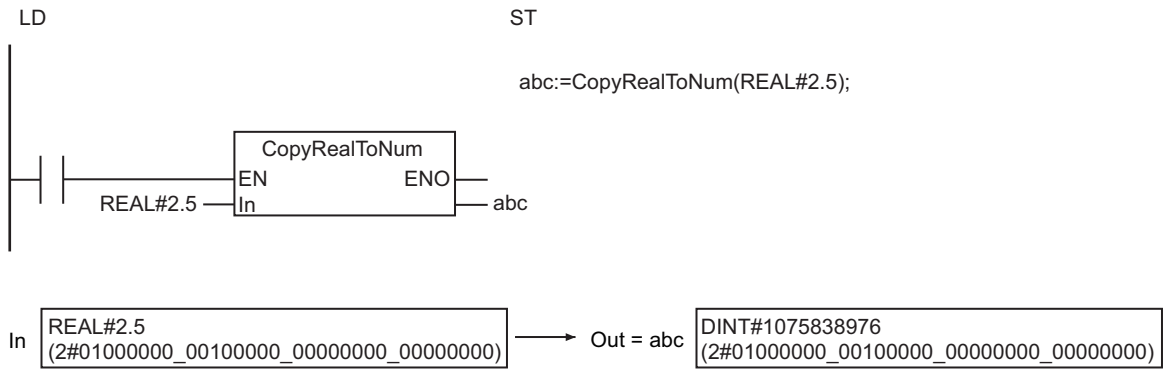 LD
ST
abc:=CopyRealToNum(REAL#2.5);
CopyRealToNum
EN ENO
REAL#2.5 In abc
In
REAL#2.5
(2#01000000_00100000_00000000_00000000)
Out = abc
DINT#1075838976
(2#01000000_00100000_00000000_00000000)